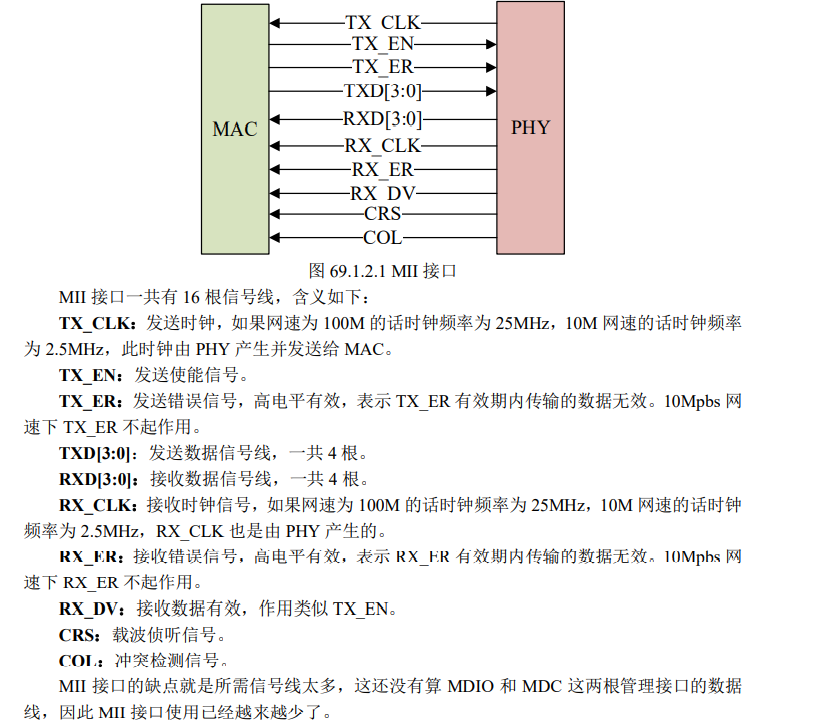 TX_CLK
TX_EN
TX_ER
TXD[3:0]
RXD[3:0]
MAC
PHY
RX_CLK
RX_ER
RX_DV
CRS
COL
图 69.1.2.1 MII 接口
MII 接口一共有 16 根信号线，含义如下：
TX_CLK：发送时钟，如果网速为 100M 的话时钟频率为 25MHz，10M 网速的话时钟频率
为 2.5MHz，此时钟由 PHY 产生并发送给 MAC。
TX_EN：发送使能信号。
TX_ER：发送错误信号，高电平有效，表示 TX_ER 有效期内传输的数据无效。10Mpbs 网
速下 TX_ER 不起作用。
TXD[3:0]：发送数据信号线，一共 4 根。
RXD[3:0]：接收数据信号线，一共 4 根。
RX_CLK：接收时钟信号，如果网速为 100M 的话时钟频率为 25MHz，10M 网速的话时钟
频率为 2.5MHz，RX_CLK 也是由 PHY 产生的。
RX_ER：接收错误信号，高电平有效，表示 RX_ER 有效期内传输的数据无效。10Mpbs 网
速下 RX_ER 不起作用。
RX_DV：接收数据有效，作用类似 TX_EN。
CRS：载波侦听信号。
COL：冲突检测信号。
MII 接口的缺点就是所需信号线太多，这还没有算 MDIO 和 MDC 这两根管理接口的数据
线，因此 MII 接口使用已经越来越少了。